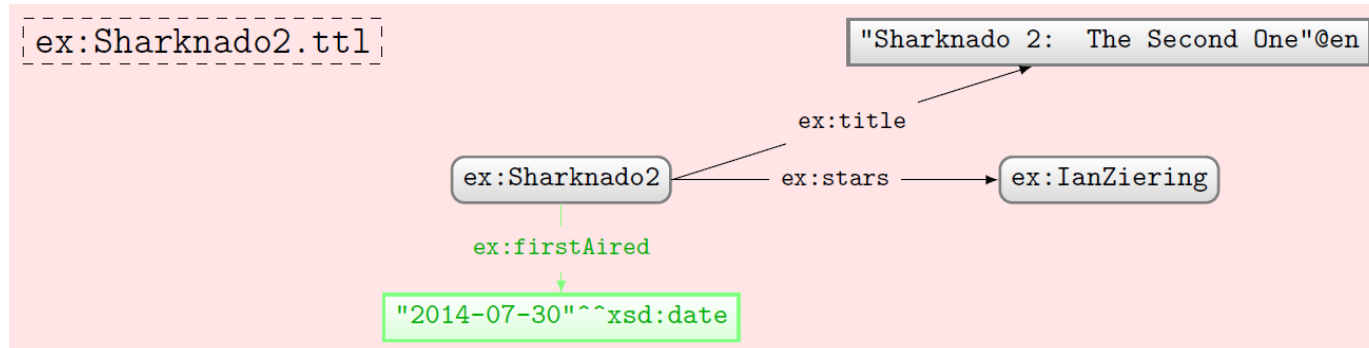 ex:Sharknado2.ttl
"Sharknado 2: The Second One"@en
ex:title
ex:Sharknado2
ex:stars
ex:IanZiering
ex:firstAired
"2014-07-30"^^xsd:date